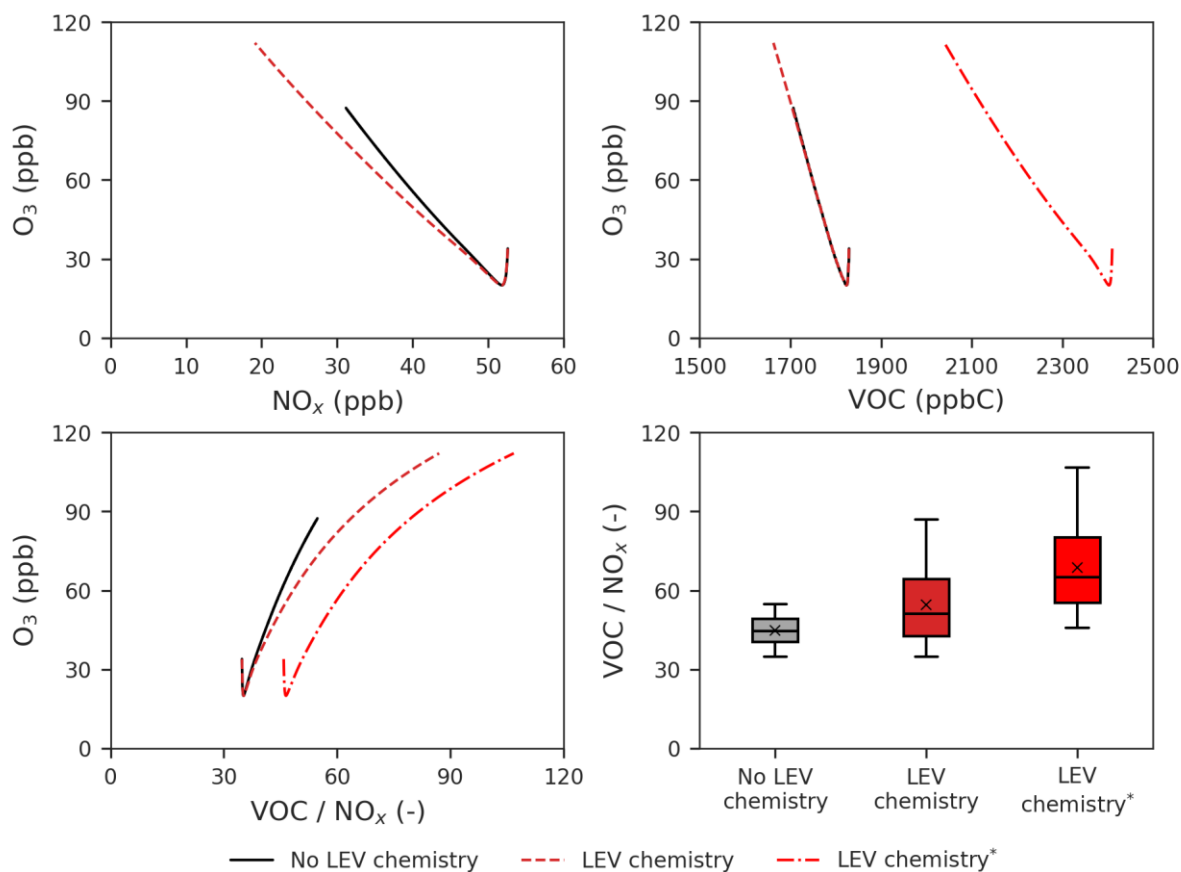 120
90
60
30
0
O₃ (ppb)
0 10 20 30 40 50 60
NOₓ (ppb)
120
90
60
30
0
O₃ (ppb)
1500 1700 1900 2100 2300 2500
VOC (ppbC)
120
90
60
30
0
O₃ (ppb)
0 30 60 90 120
VOC / NOₓ (-)
120
90
60
30
0
VOC / NOₓ (-)
No LEV
chemistry
LEV
chemistry
LEV
chemistry*
No LEV chemistry LEV chemistry LEV chemistry*